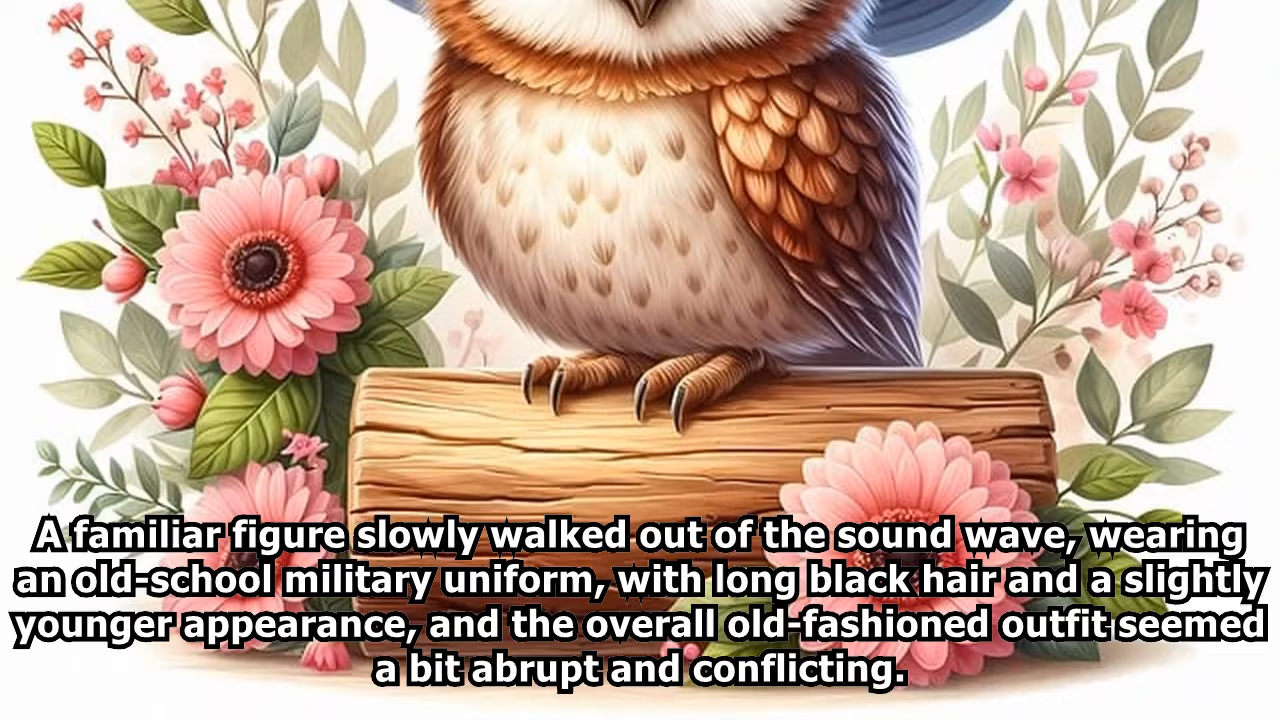 A familiar figure slowly walked out of the sound wave, wearing
an old-school military uniform, with long black hair and a slightly
younger appearance, and the overall old-fashioned outfit seemed
a bit abrupt and conflicting.